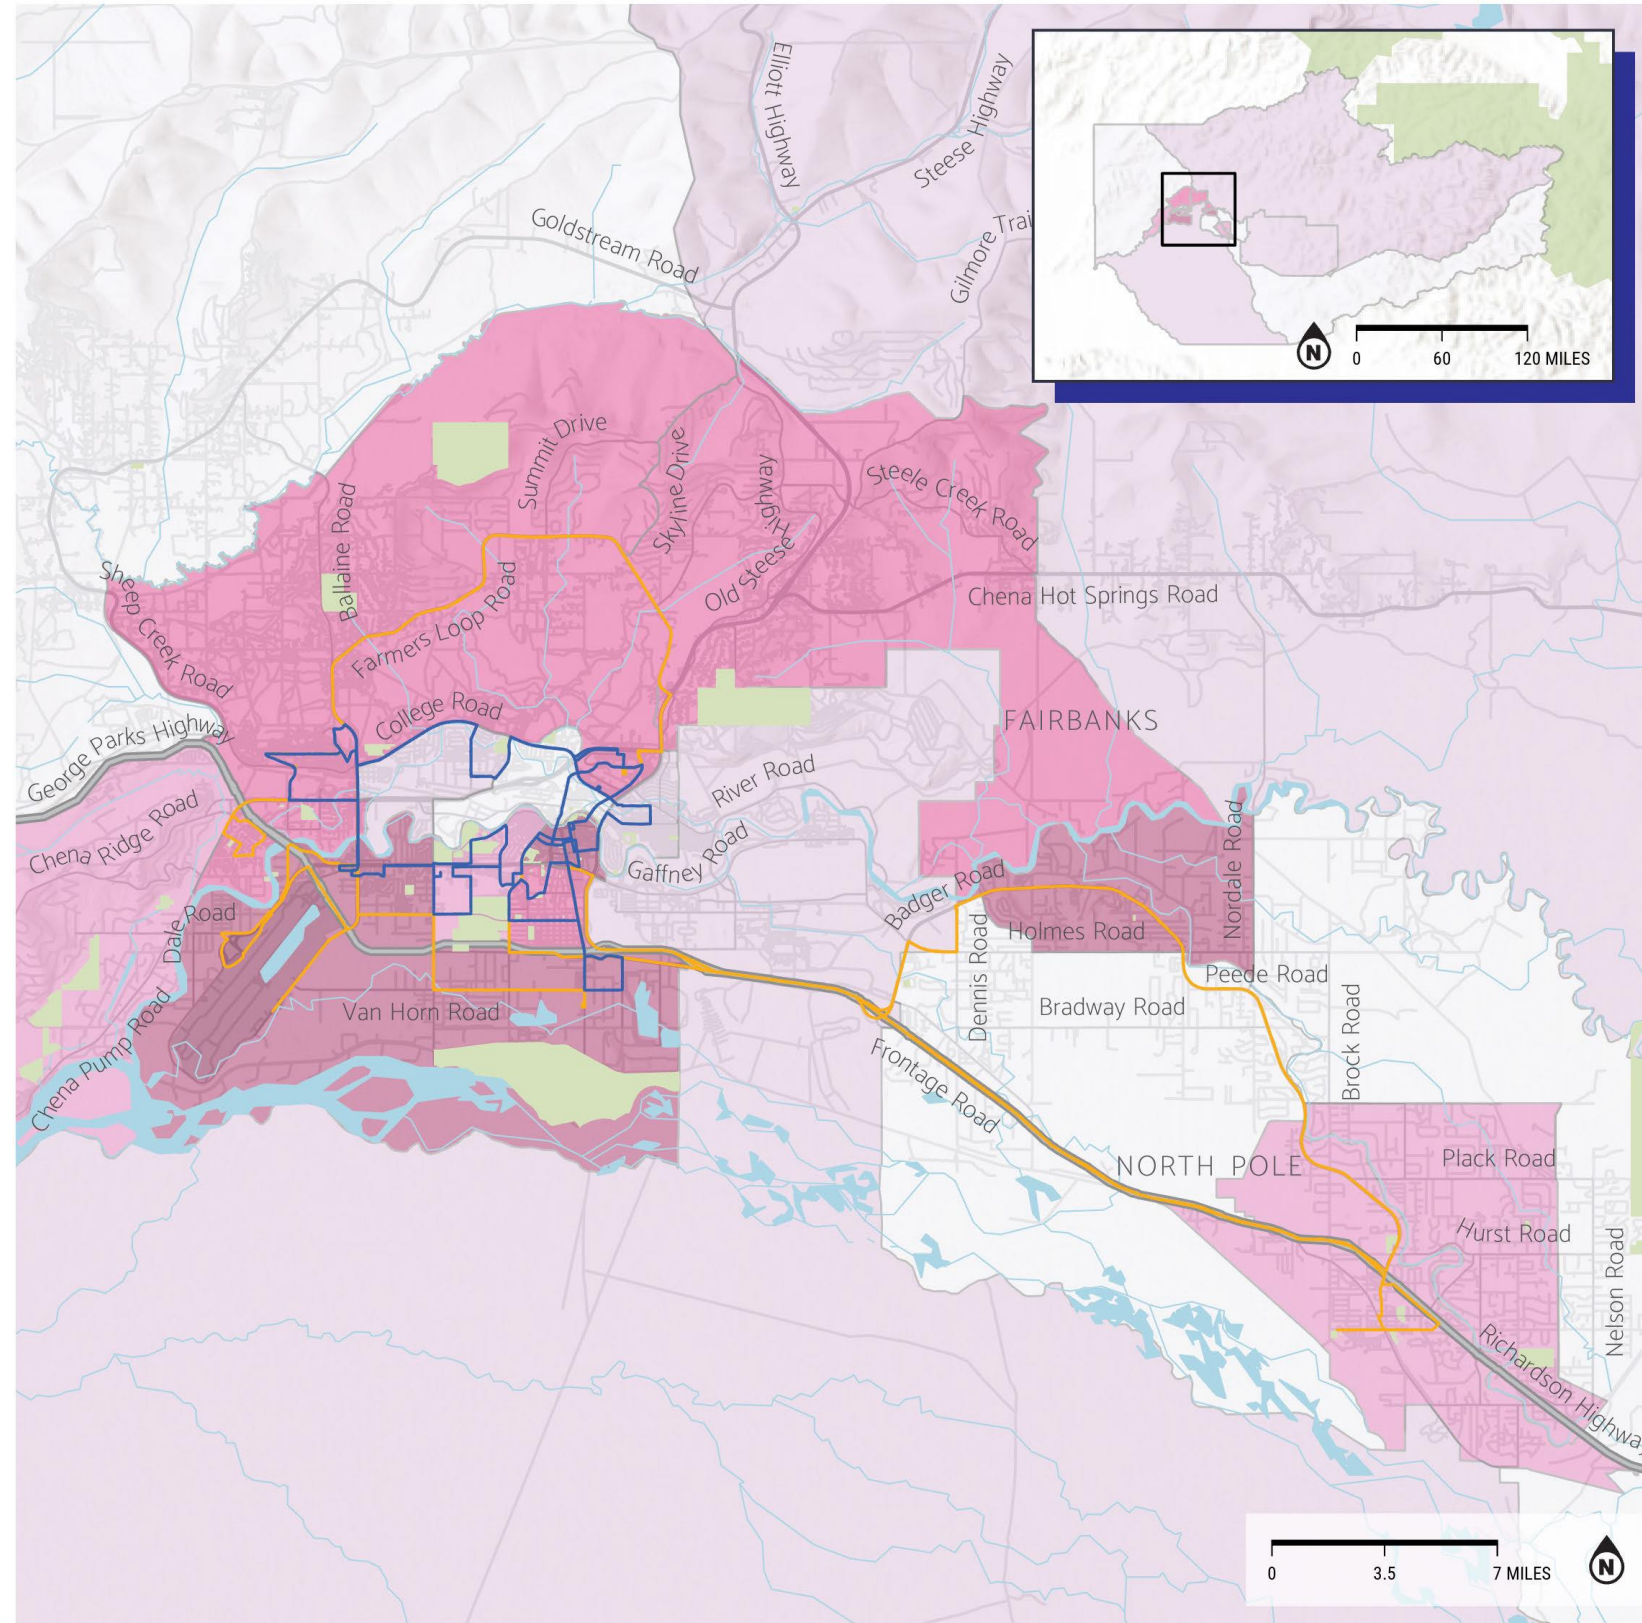 Elliott Highway
Steese Highway
Goldstream Road
Gilmore Trai
N
0 60 120 MILES
Summit Drive
Skyline Drive
Old Steese Highway
Steele Creek Road
Ballaine Road
Sheep Creek Road
Farmers Loop Road
Chena Hot Springs Road
College Road
FAIRBANKS
George Parks Highway
River Road
Chena Ridge Road
Gaffney Road
Nordale Road
Badger Road
Dale Road
Holmes Road
Dennis Road
Peede Road
Van Horn Road
Bradway Road
Brock Road
Chena Pump Road
Frontage Road
NORTH POLE
Plack Road
Hurst Road
Nelson Road
Richardson Highway
0 3.5 7 MILES
N